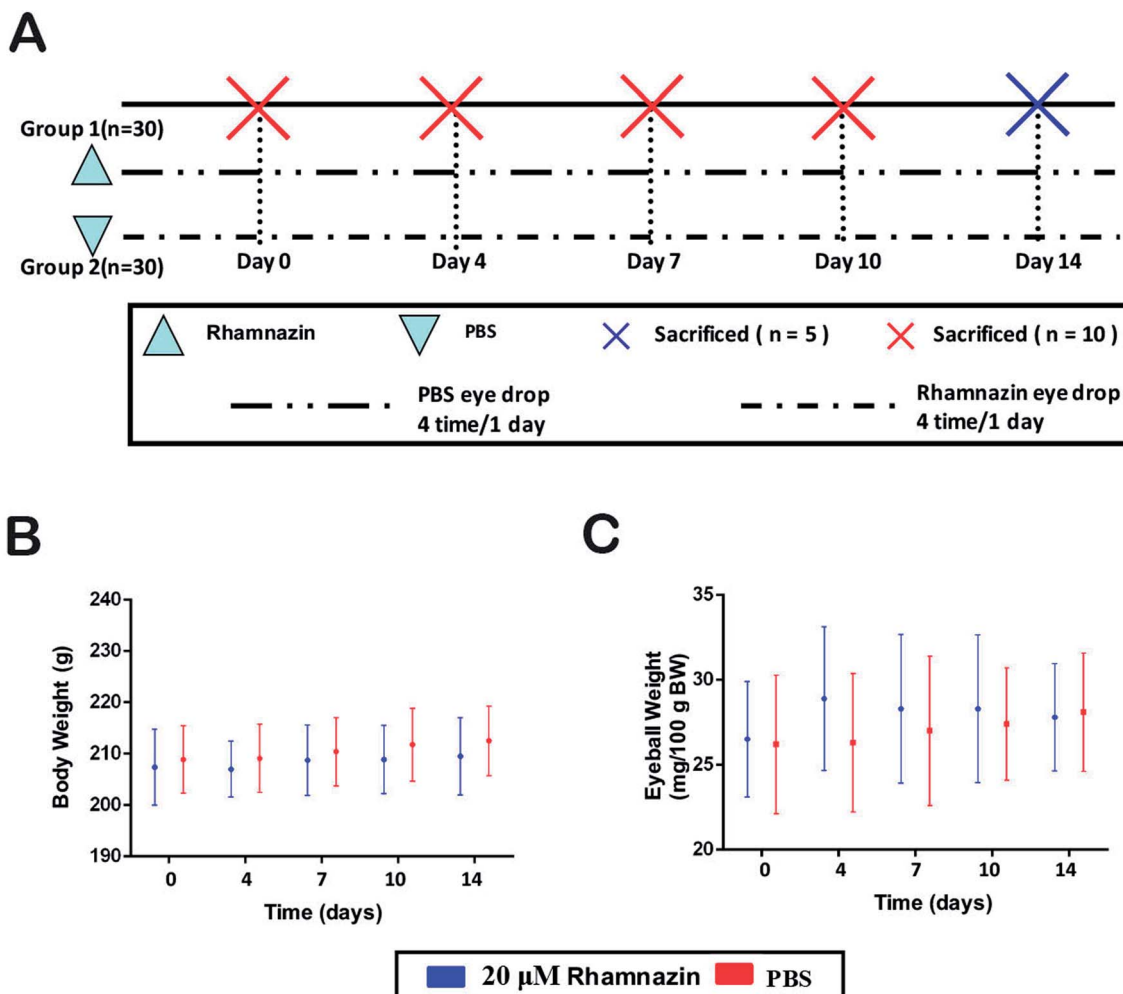 A
Group 1(n=30)
Group 2(n=30)
Day 0
Day 4
Day 7
Day 10
Day 14
Rhamnazin
PBS
Sacrificed ( n = 5 )
Sacrificed ( n = 10 )
PBS eye drop
4 time/1 day
Rhamnazin eye drop
4 time/1 day
B
Body Weight (g)
240
230
220
210
200
190
0 4 7 10 14
Time (days)
C
Eyeball Weight
(mg/100 g BW)
35
30
25
20
0 4 7 10 14
Time (days)
20 μM Rhamnazin PBS